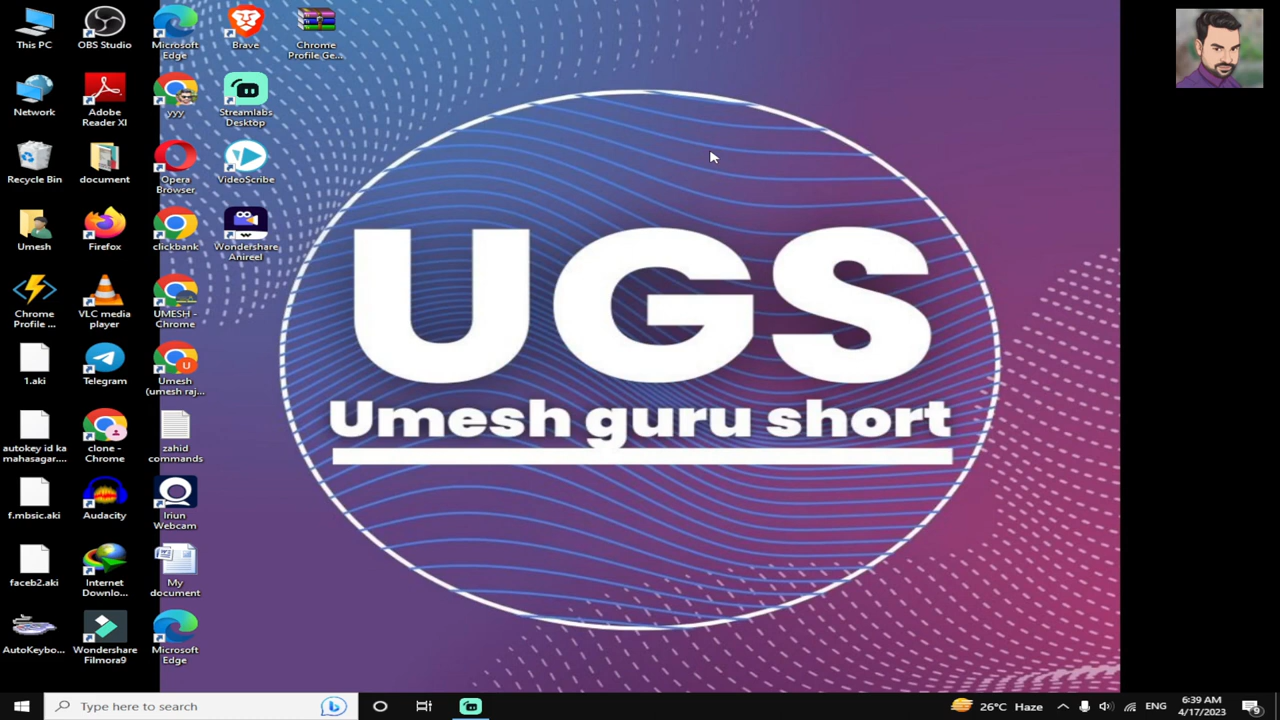 This PC
OBS Studio
Microsoft
Edge
Brave
Chrome
Profile Ge...
Network
Adobe
Reader XI
yyy
Streamlabs
Desktop
Recycle Bin
document
Opera
Browser
VideoScribe
Umesh
Firefox
clickbank
Wondershare
Anireel
Chrome
Profile ...
VLC media
player
UMESH -
Chrome
1.aki
Telegram
Umesh
(umesh raj...
autokey id ka
mahasagar....
clone -
Chrome
zahid
commands
f.mbsic.aki
Audacity
Iriun
Webcam
faceb2.aki
Internet
Downlo...
My
document
AutoKeybo...
Wondershare
Filmora9
Microsoft
Edge
UGS
Umesh guru short
Type here to search
26°C Haze
ENG
6:39 AM
4/17/2023
9